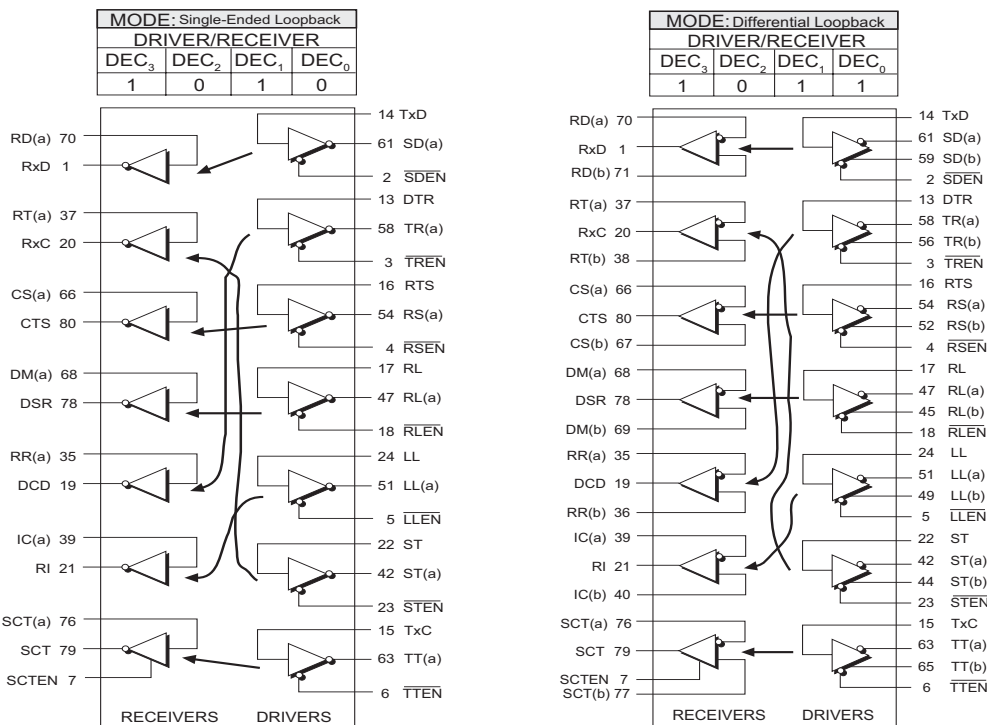 MODE: Single-Ended Loopback
DRIVER/RECEIVER
DEC3 DEC2 DEC1 DEC0
1 0 1 0
14 TxD
RD(a) 70
61 SD(a)
RxD 1
2 SDEN
13 DTR
RT(a) 37
58 TR(a)
RxC 20
3 TREN
16 RTS
CS(a) 66
54 RS(a)
CTS 80
4 RSEN
17 RL
DM(a) 68
47 RL(a)
DSR 78
18 RLEN
24 LL
RR(a) 35
51 LL(a)
DCD 19
5 LLEN
22 ST
IC(a) 39
42 ST(a)
RI 21
23 STEN
SCT(a) 76
15 TxC
SCT 79
63 TT(a)
SCTEN 7
6 TTEN
RECEIVERS DRIVERS
MODE: Differential Loopback
DRIVER/RECEIVER
DEC3 DEC2 DEC1 DEC0
1 0 1 1
14 TxD
RD(a) 70
61 SD(a)
RxD 1
59 SD(b)
RD(b) 71
2 SDEN
13 DTR
RT(a) 37
58 TR(a)
RxC 20
56 TR(b)
RT(b) 38
3 TREN
16 RTS
CS(a) 66
54 RS(a)
CTS 80
52 RS(b)
CS(b) 67
4 RSEN
17 RL
DM(a) 68
47 RL(a)
DSR 78
45 RL(b)
DM(b) 69
18 RLEN
24 LL
RR(a) 35
51 LL(a)
DCD 19
49 LL(b)
RR(b) 36
5 LLEN
22 ST
IC(a) 39
42 ST(a)
RI 21
44 ST(b)
IC(b) 40
23 STEN
SCT(a) 76
15 TxC
63 TT(a)
SCT 79
65 TT(b)
SCTEN 7
6 TTEN
SCT(b) 77
RECEIVERS DRIVERS